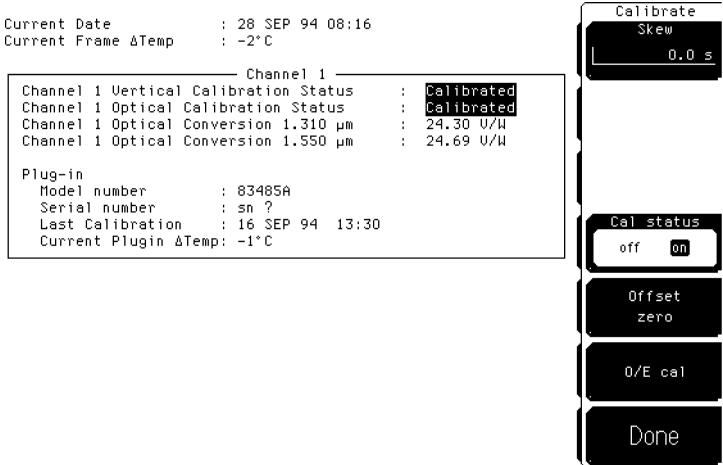 Current Date : 28 SEP 94 08:16
Current Frame ΔTemp : -2°C
Channel 1
Channel 1 Vertical Calibration Status : Calibrated
Channel 1 Optical Calibration Status : Calibrated
Channel 1 Optical Conversion 1.310 µm : 24.30 V/W
Channel 1 Optical Conversion 1.550 µm : 24.69 V/W
Plug-in
Model number : 83485A
Serial number : sn ?
Last Calibration : 16 SEP 94 13:30
Current Plugin ΔTemp: -1°C
Calibrate
Skew
0.0 s
Cal status
off on
Offset
zero
O/E cal
Done